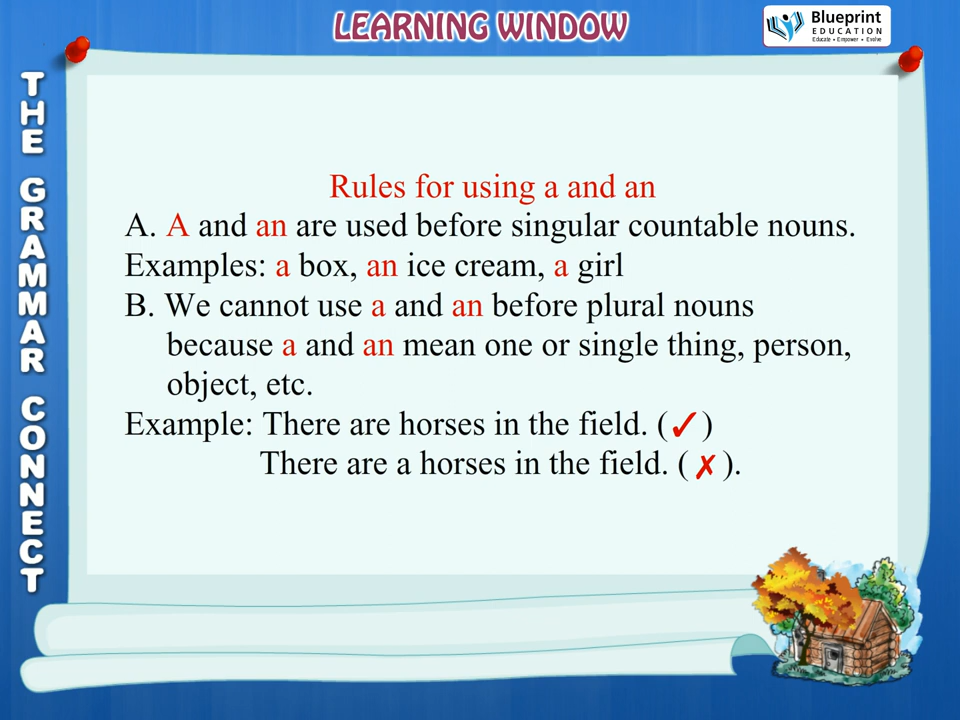 LEARNING WINDOW
Blueprint
EDUCATION
Educate • Empower • Evolve
THE GRAMMAR CONNECT
Rules for using a and an
A. A and an are used before singular countable nouns.
Examples: a box, an ice cream, a girl
B. We cannot use a and an before plural nouns
because a and an mean one or single thing, person,
object, etc.
Example: There are horses in the field. (✓)
There are a horses in the field. (✗).